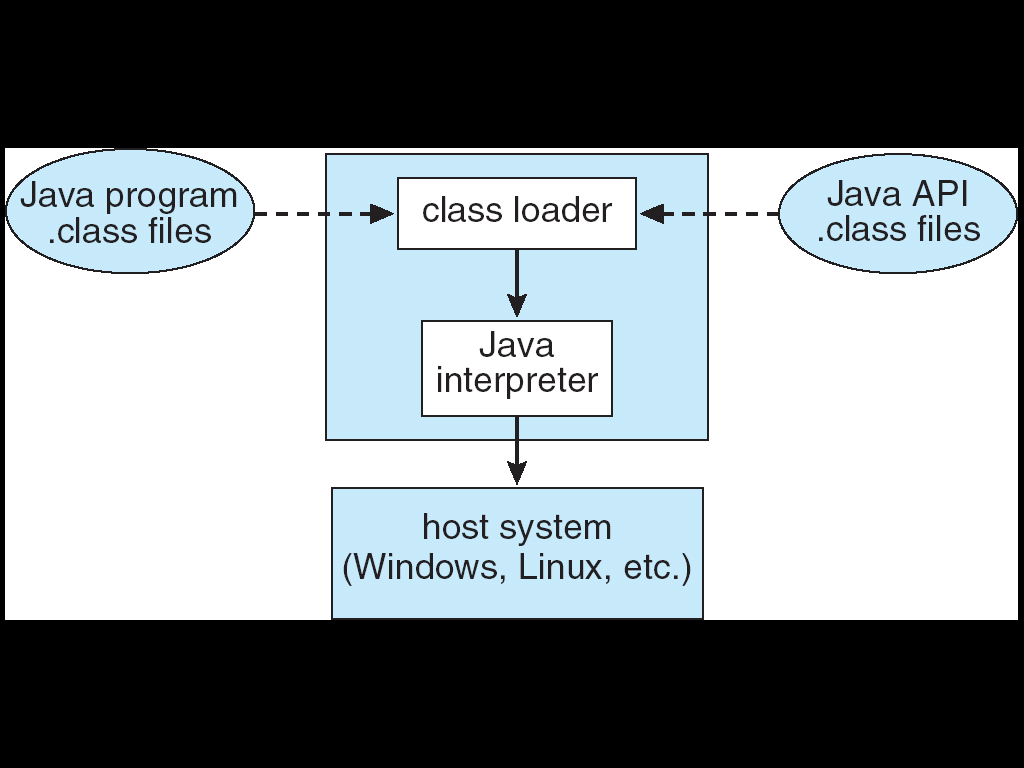 Java program
.class files
class loader
Java API
.class files
Java
interpreter
host system
(Windows, Linux, etc.)